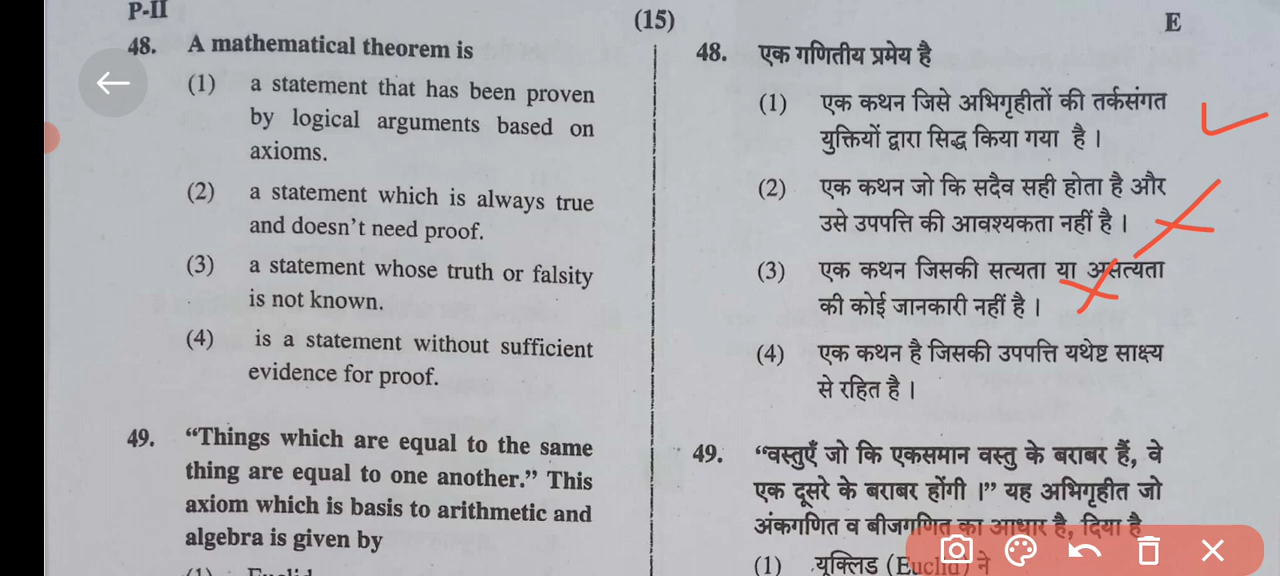 P-II
(15)
E
48. A mathematical theorem is
(1) a statement that has been proven
by logical arguments based on
axioms.
(2) a statement which is always true
and doesn't need proof.
(3) a statement whose truth or falsity
is not known.
(4) is a statement without sufficient
evidence for proof.
49. “Things which are equal to the same
thing are equal to one another.” This
axiom which is basis to arithmetic and
algebra is given by
(1) Euclid
48. एक गणितीय प्रमेय है
(1) एक कथन जिसे अभिगृहीतों की तर्कसंगत
युक्तियों द्वारा सिद्ध किया गया है ।
(2) एक कथन जो कि सदैव सही होता है और
उसे उपपत्ति की आवश्यकता नहीं है ।
(3) एक कथन जिसकी सत्यता या असत्यता
की कोई जानकारी नहीं है ।
(4) एक कथन है जिसकी उपपत्ति यथेष्ट साक्ष्य
से रहित है ।
49. “वस्तुएँ जो कि एकसमान वस्तु के बराबर हैं, वे
एक दूसरे के बराबर होंगी ।” यह अभिगृहीत जो
अंकगणित व बीजगणित का आधार है, दिया है
(1) यूक्लिड (Euclid) ने